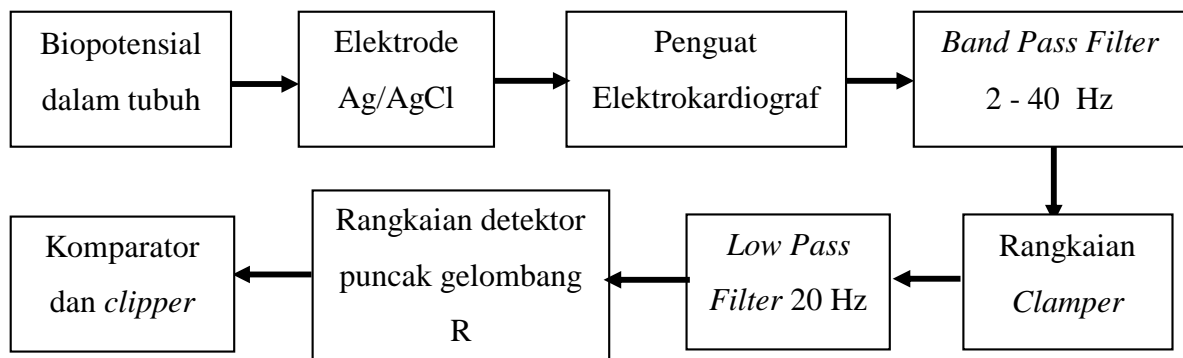 Biopotensial
dalam tubuh
Elektrode
Ag/AgCl
Penguat
Elektrokardiograf
Band Pass Filter
2 - 40 Hz
Rangkaian
Clamper
Low Pass
Filter 20 Hz
Rangkaian detektor
puncak gelombang
R
Komparator
dan clipper